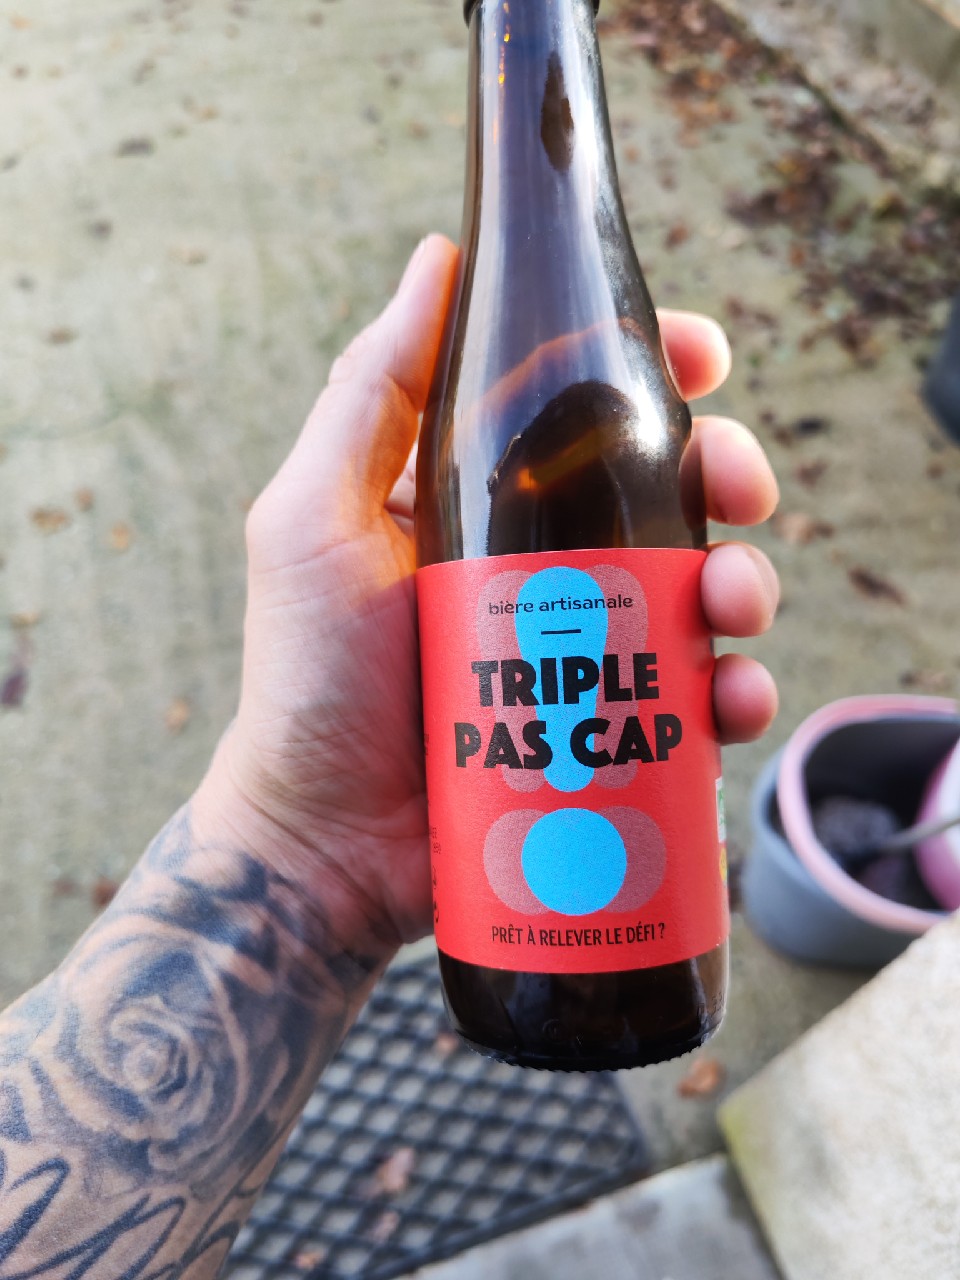 bière artisanale
TRIPLE
PAS CAP
PRÊT À RELEVER LE DÉFI ?